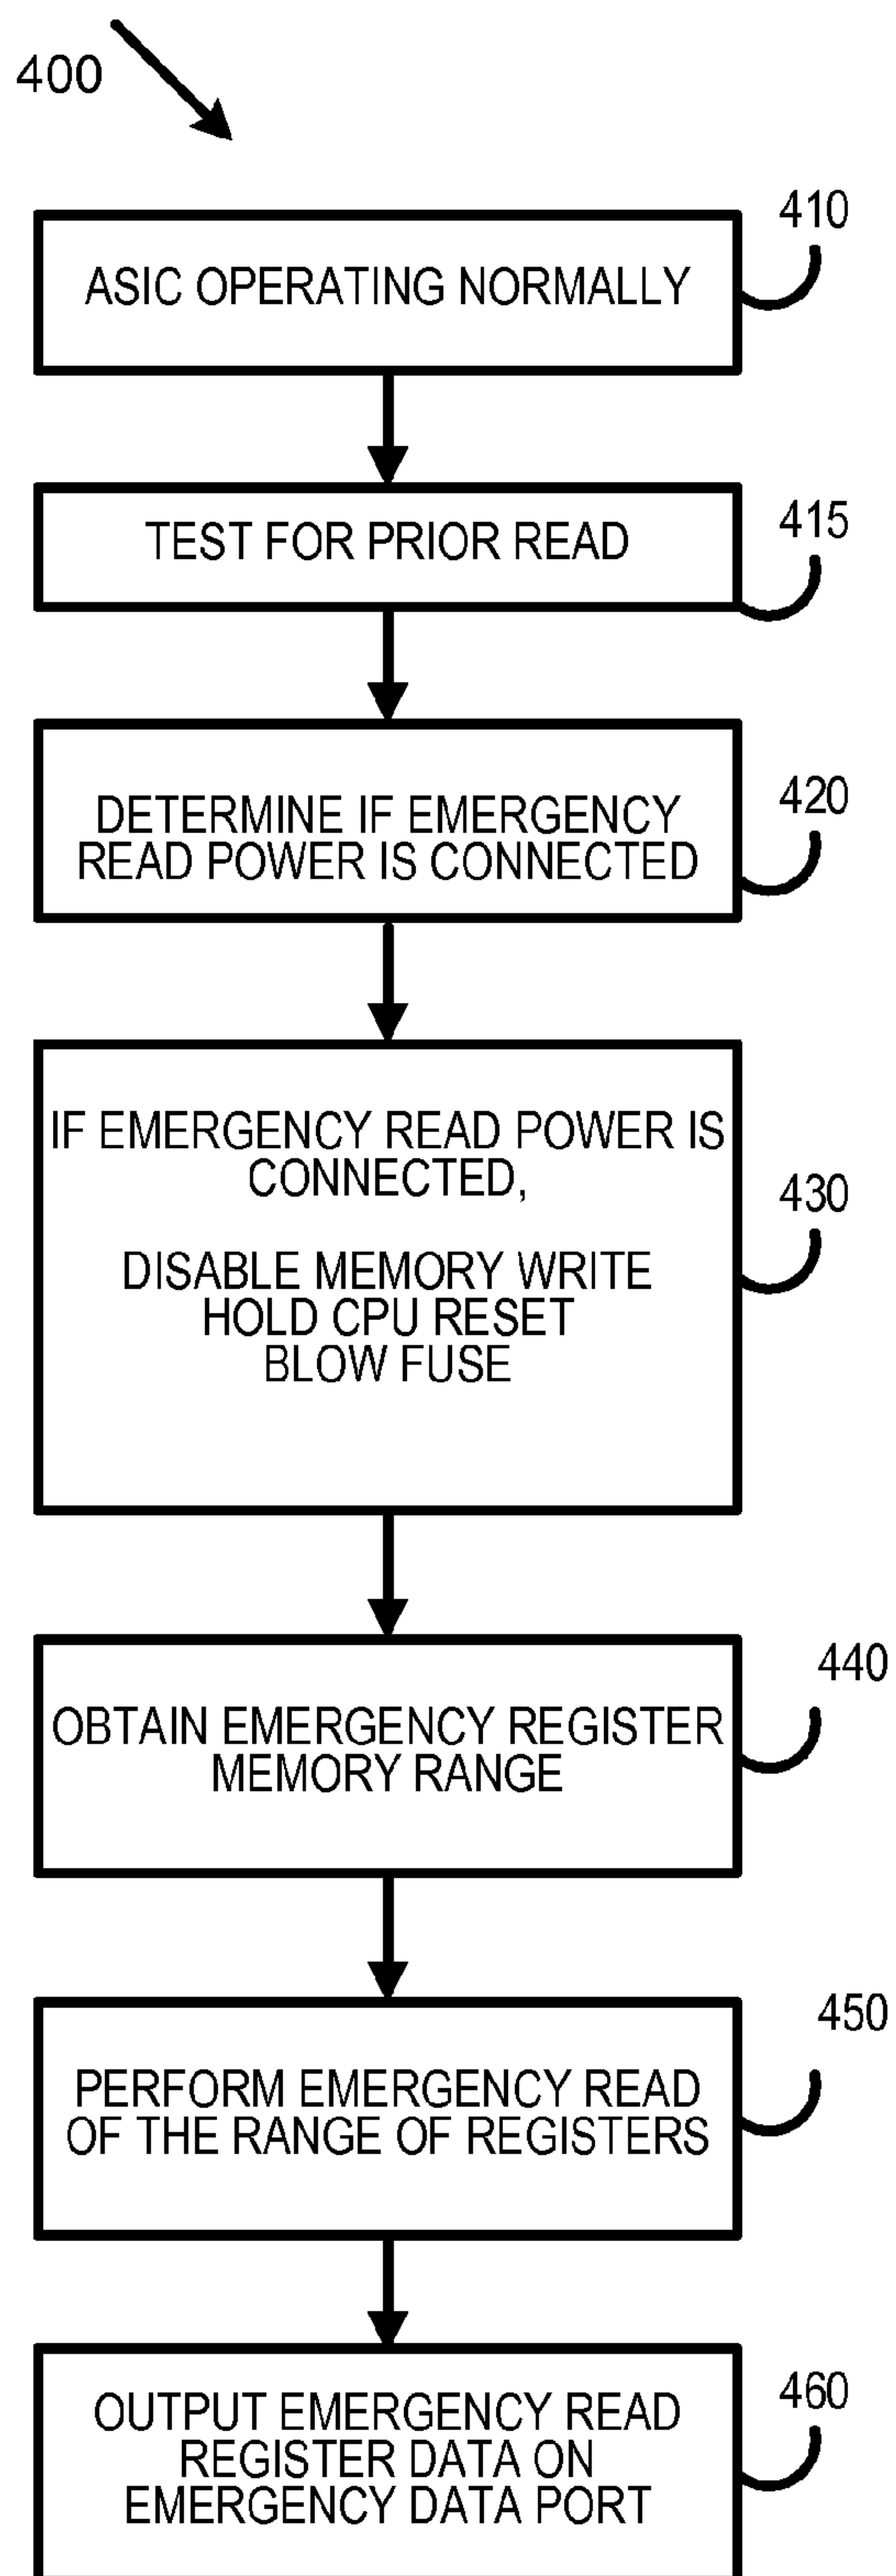 400
410
ASIC OPERATING NORMALLY
415
TEST FOR PRIOR READ
420
DETERMINE IF EMERGENCY
READ POWER IS CONNECTED
IF EMERGENCY READ POWER IS
CONNECTED,
430
DISABLE MEMORY WRITE
HOLD CPU RESET
BLOW FUSE
440
OBTAIN EMERGENCY REGISTER
MEMORY RANGE
450
PERFORM EMERGENCY READ
OF THE RANGE OF REGISTERS
460
OUTPUT EMERGENCY READ
REGISTER DATA ON
EMERGENCY DATA PORT